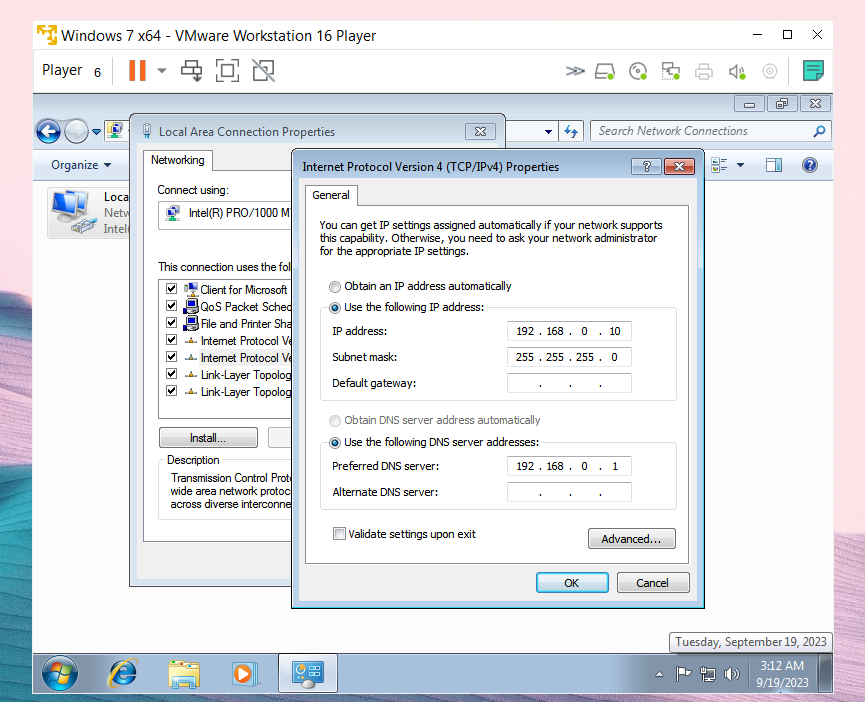 Windows 7 x64 - VMware Workstation 16 Player
Player 6
Local Area Connection Properties
Search Network Connections
Organize
Loca
Netw
Intel
Networking
Connect using:
Intel(R) PRO/1000 M
This connection uses the fol
Client for Microsoft
QoS Packet Sched
File and Printer Sha
Internet Protocol Ve
Internet Protocol Ve
Link-Layer Topolog
Link-Layer Topolog
Install...
Description
Transmission Control Proto
wide area network protoc
across diverse interconne
Internet Protocol Version 4 (TCP/IPv4) Properties
General
You can get IP settings assigned automatically if your network supports
this capability. Otherwise, you need to ask your network administrator
for the appropriate IP settings.
Obtain an IP address automatically
Use the following IP address:
IP address: 192 . 168 . 0 . 10
Subnet mask: 255 . 255 . 255 . 0
Default gateway: . . .
Obtain DNS server address automatically
Use the following DNS server addresses:
Preferred DNS server: 192 . 168 . 0 . 1
Alternate DNS server: . . .
Validate settings upon exit
Advanced...
OK Cancel
Tuesday, September 19, 2023
3:12 AM
9/19/2023